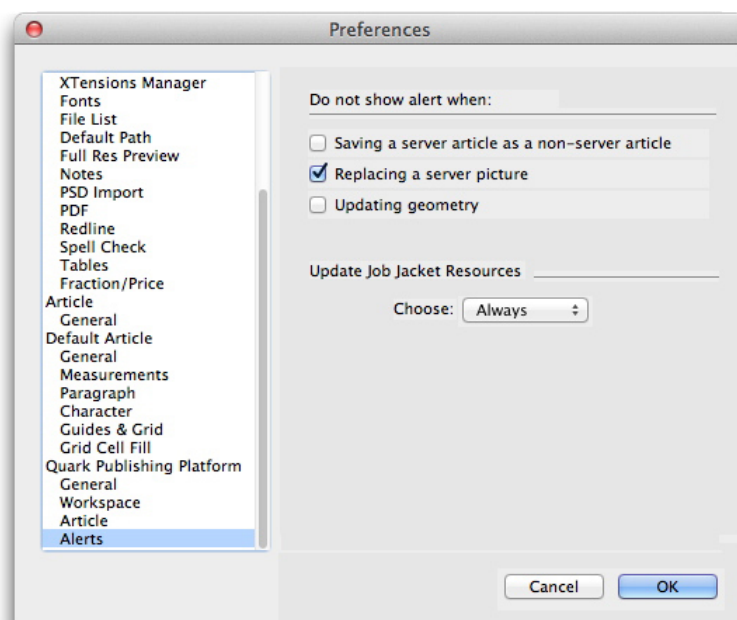 Preferences
XTensions Manager
Fonts
File List
Default Path
Full Res Preview
Notes
PSD Import
PDF
Redline
Spell Check
Tables
Fraction/Price
Article
General
Default Article
General
Measurements
Paragraph
Character
Guides & Grid
Grid Cell Fill
Quark Publishing Platform
General
Workspace
Article
Alerts
Do not show alert when:
Saving a server article as a non-server article
Replacing a server picture
Updating geometry
Update Job Jacket Resources
Choose: Always
Cancel OK